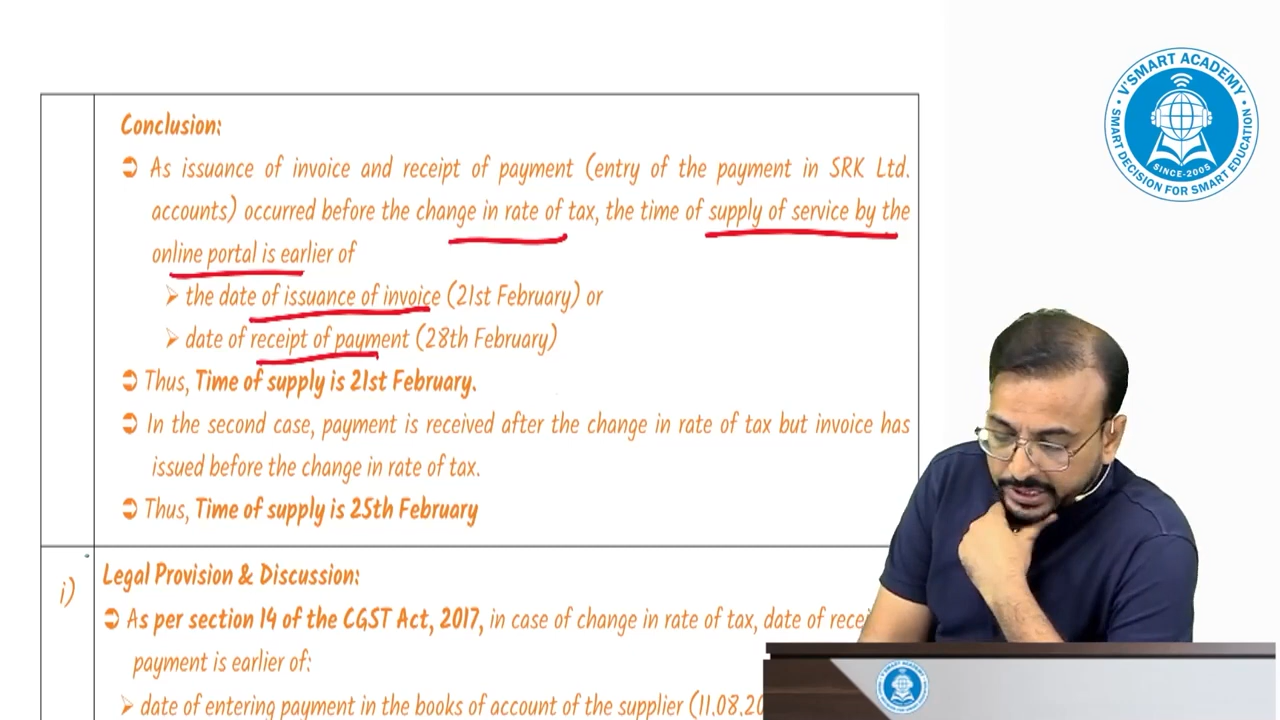 Conclusion:
➲ As issuance of invoice and receipt of payment (entry of the payment in SRK Ltd.
accounts) occurred before the change in rate of tax, the time of supply of service by the
online portal is earlier of
➢ the date of issuance of invoice (21st February) or
➢ date of receipt of payment (28th February)
➲ Thus, Time of supply is 21st February.
➲ In the second case, payment is received after the change in rate of tax but invoice has
issued before the change in rate of tax.
➲ Thus, Time of supply is 25th February
i)
Legal Provision & Discussion:
➲ As per section 14 of the CGST Act, 2017, in case of change in rate of tax, date of
payment is earlier of:
➢ date of entering payment in the books of account of the supplier (11.08.20
V'SMART ACADEMY
SINCE-2005
SMART DECISION FOR SMART EDUCATION